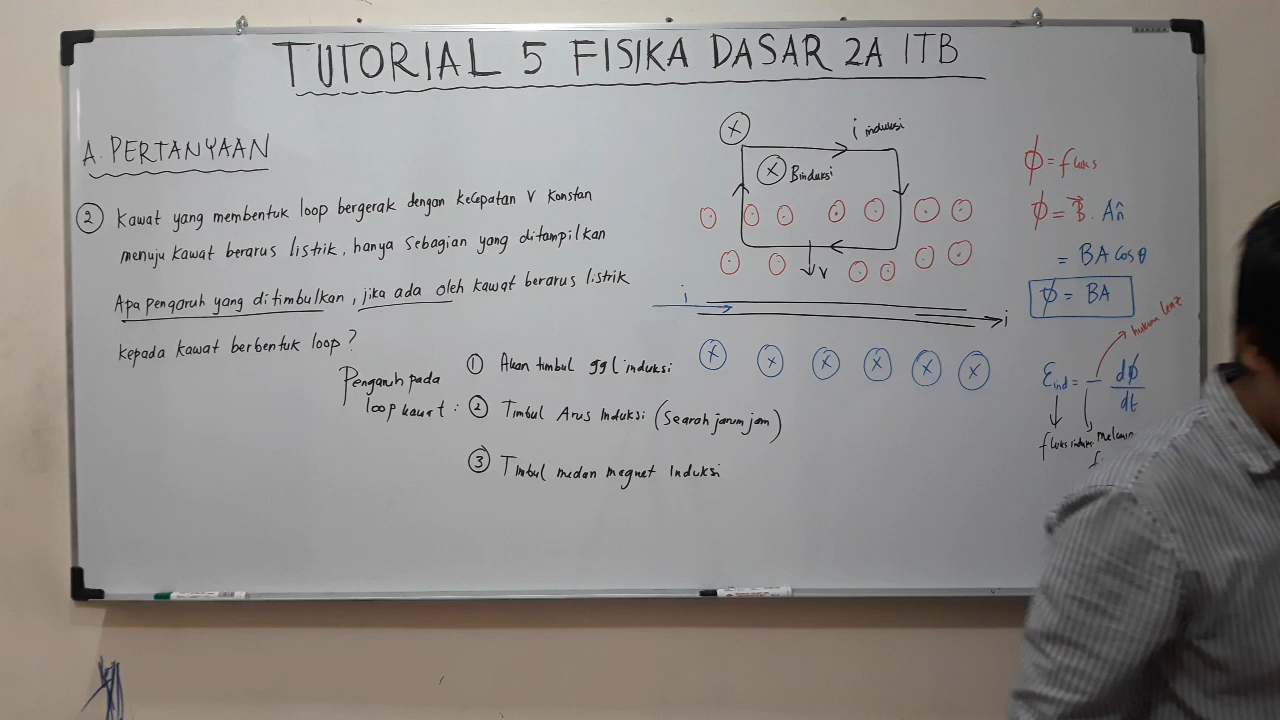 TUTORIAL 5 FISIKA DASAR 2A ITB
A. PERTANYAAN
2 Kawat yang membentuk loop bergerak dengan kecepatan v konstan
menuju kawat berarus listrik, hanya sebagian yang ditampilkan
Apa pengaruh yang ditimbulkan, jika ada oleh kawat berarus listrik
kepada kawat berbentuk loop?
Pengaruh pada
loop kawat :
1 Akan timbul ggl induksi
2 Timbul Arus Induksi (Searah jarum jam)
3 Timbul medan magnet Induksi
X
i induksi
X B induksi
v
i
i
X X X X X X
ϕ = fluks
ϕ = B⃗ . An̂
= BA cos θ
ϕ = BA
hukum lenz
Ɛind = − dϕ
dt
fluks induksi